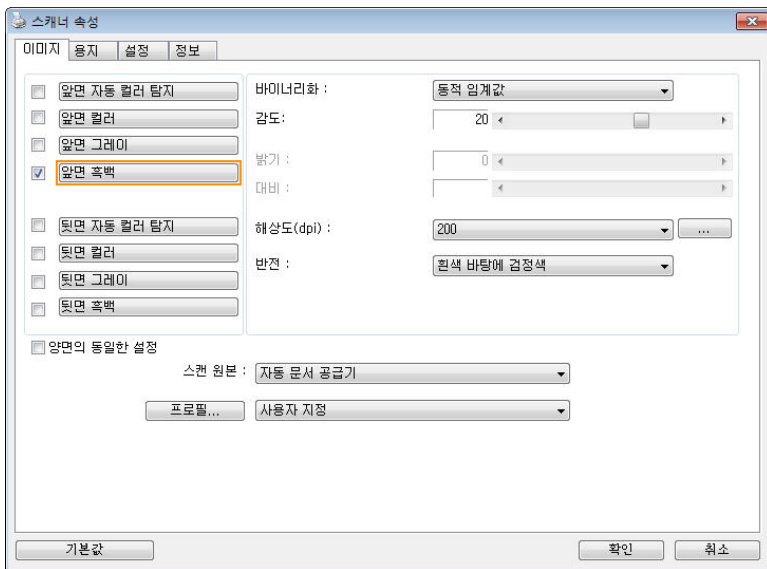 스캐너 속성
이미지 용지 설정 정보
앞면 자동 컬러 탐지
앞면 컬러
앞면 그레이
앞면 흑백
뒷면 자동 컬러 탐지
뒷면 컬러
뒷면 그레이
뒷면 흑백
바이너리화 : 동적 임계값
감도: 20
밝기 : 0
대비 :
해상도(dpi) : 200 ...
반전 : 흰색 바탕에 검정색
양면의 동일한 설정
스캔 원본 : 자동 문서 공급기
프로필... 사용자 지정
기본값 확인 취소